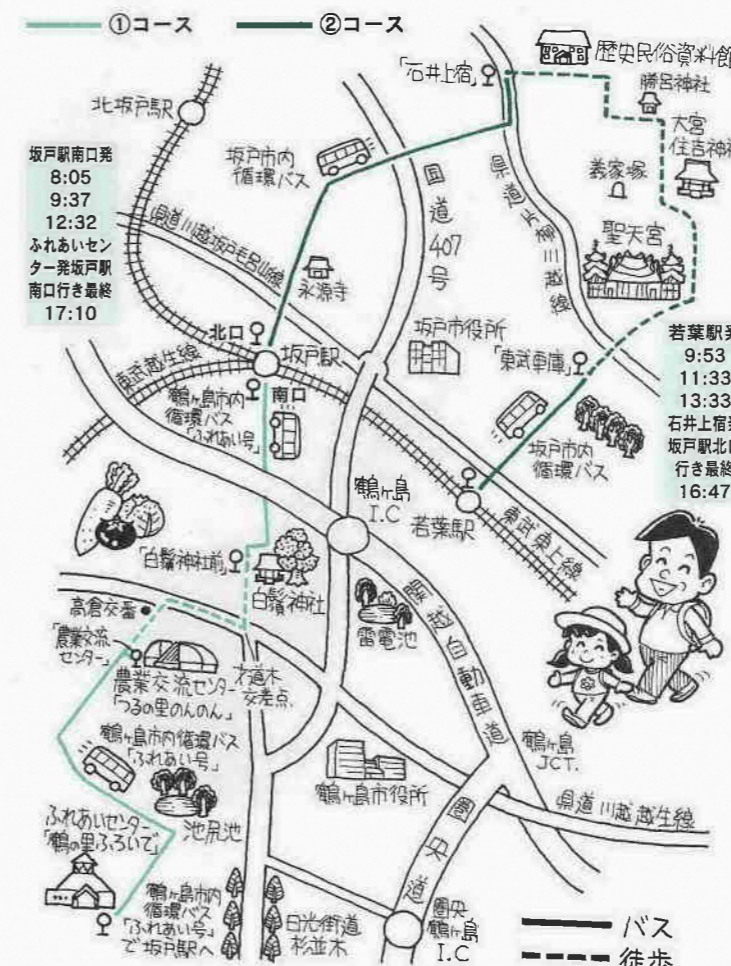 ①コース
②コース
坂戸駅南口発
8:05
9:37
12:32
ふれあいセン
ター発坂戸駅
南口行き最終
17:10
北坂戸駅
坂戸市内
循環バス
「石井上宿」
歴史民俗資料館
勝呂神社
大宮
住吉神社
義家塚
聖天宮
国道407号
県道片柳川越線
県道川越坂戸毛呂山線
永源寺
北口
坂戸駅
南口
東武越生線
坂戸市役所
「東武車庫」
若葉駅発
9:53
11:33
13:33
石井上宿発
坂戸駅北口
行き最終
16:47
鶴ヶ島市内
循環バス
「ふれあい号」
坂戸市内
循環バス
鶴ヶ島
I.C
若葉駅
東武東上線
「白鬚神社前」
白鬚神社
高倉交番
「農業交流
センター」
農業交流センター
「つるの里のんのん」
才道木
交差点
雷電池
関越自動車道
鶴ヶ島市内循環バス
「ふれあい号」
池尻池
鶴ヶ島市役所
鶴ヶ島
JCT.
県道川越越生線
ふれあいセンター
「鶴の里ふろいで」
鶴ヶ島市内
循環バス
「ふれあい号」
で坂戸駅へ
日光街道
杉並木
圏央道
圏央
鶴ヶ島
I.C
バス
徒歩